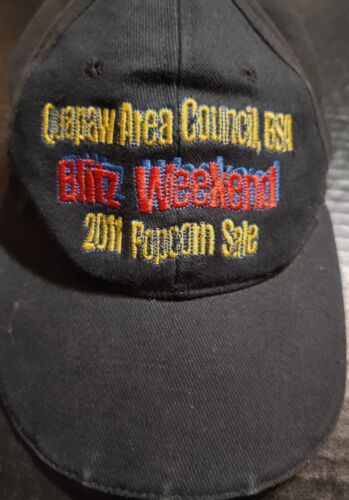 Quapaw Area Council, BSA
Blitz Weekend
2011 Popcorn Sale